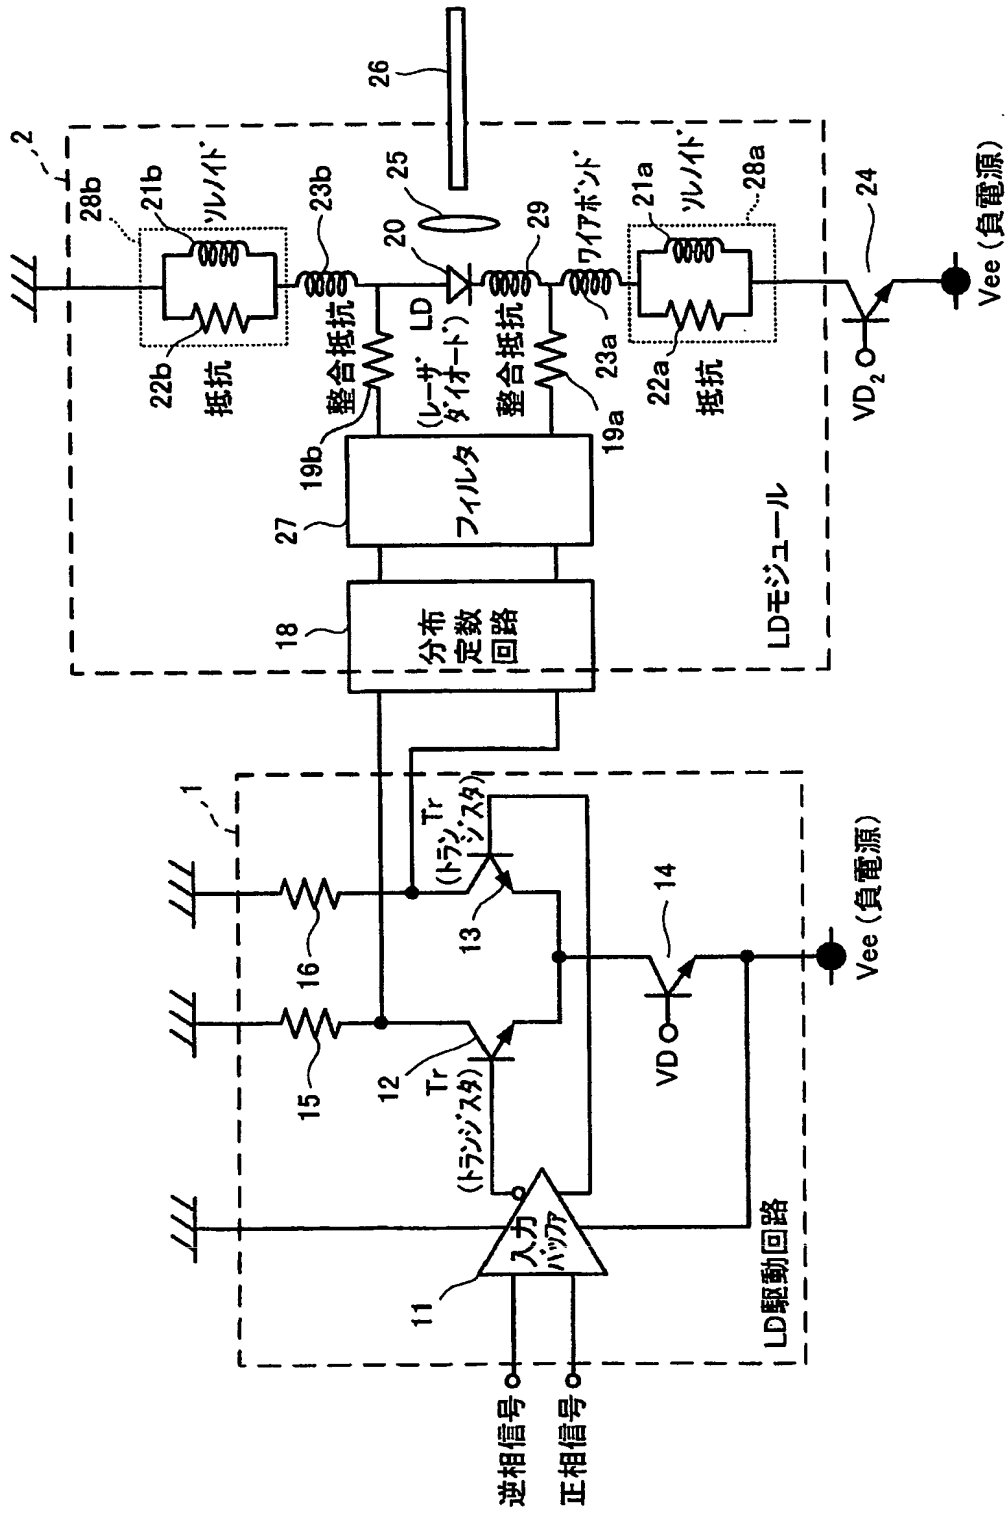 2
28b
21b
ソレノイド
22b
抵抗
23b
整合抵抗
19b
LD
(レーザ
ダイオード)
20
25
26
整合抵抗
29
ワイアボンド
23a
19a
21a
ソレノイド
28a
22a
抵抗
VD2
24
Vee (負電源)
27
フィルタ
18
分布
定数
回路
LDモジュール
1
16
15
Tr
(トラン
ジスタ)
13
12
Tr
(トランジスタ)
14
VD
Vee (負電源)
11
入力
バッファ
LD駆動回路
逆相信号
正相信号